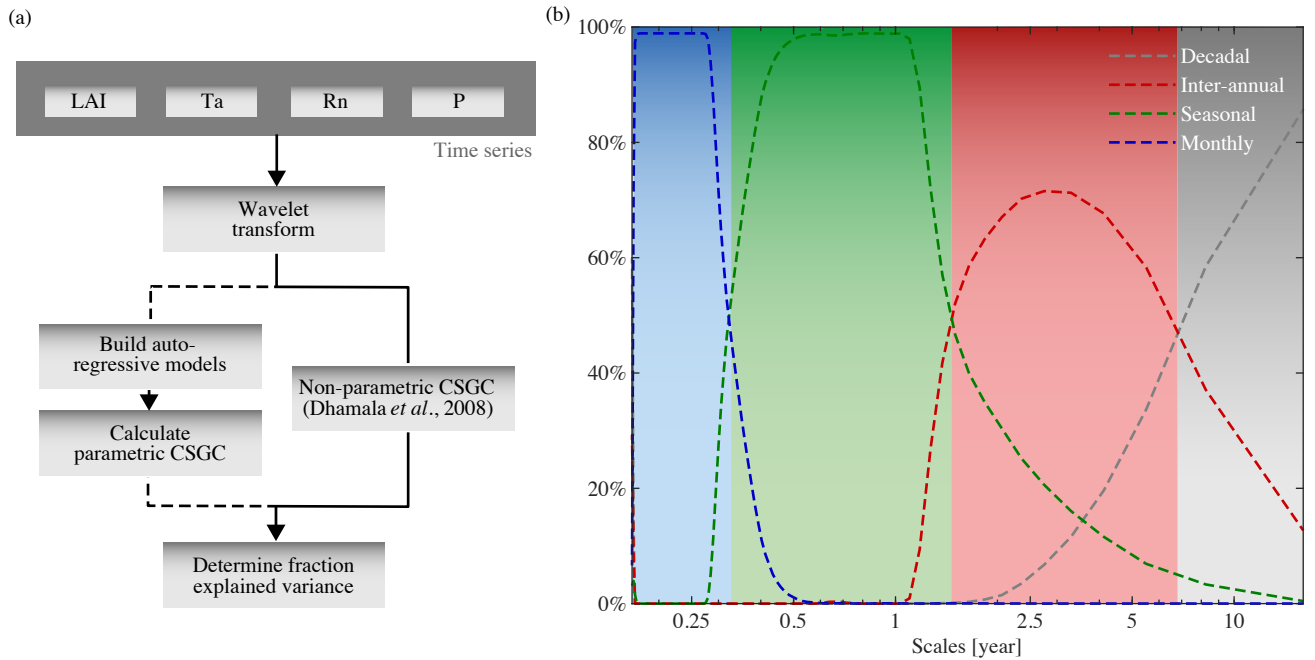 (a)
LAI
Ta
Rn
P
Time series
Wavelet
transform
Build auto-
regressive models
Calculate
parametric CSGC
Non-parametric CSGC
(Dhamala et al., 2008)
Determine fraction
explained variance
(b)
100%
80%
60%
40%
20%
0%
Decadal
Inter-annual
Seasonal
Monthly
0.25
0.5
1
2.5
5
10
Scales [year]